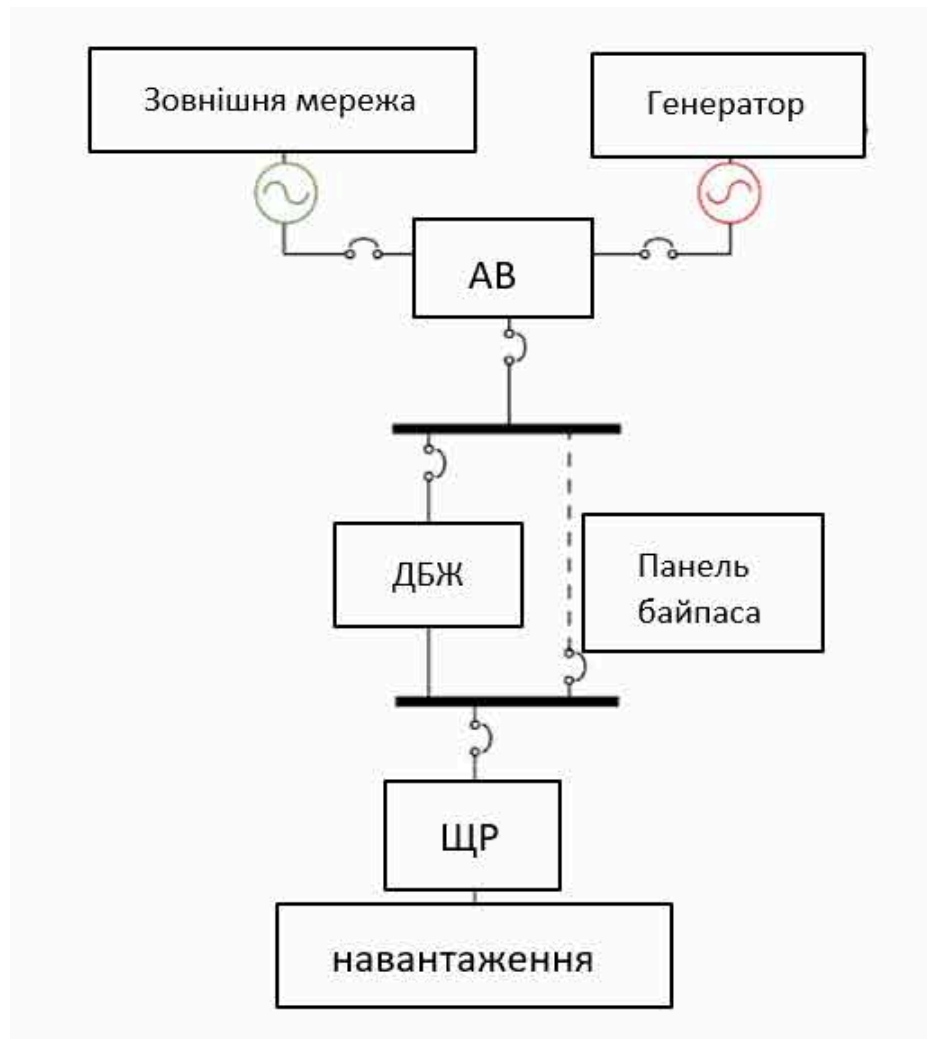 Зовнішня мережа
Генератор
АВ
ДБЖ
Панель
байпаса
ЩР
навантаження